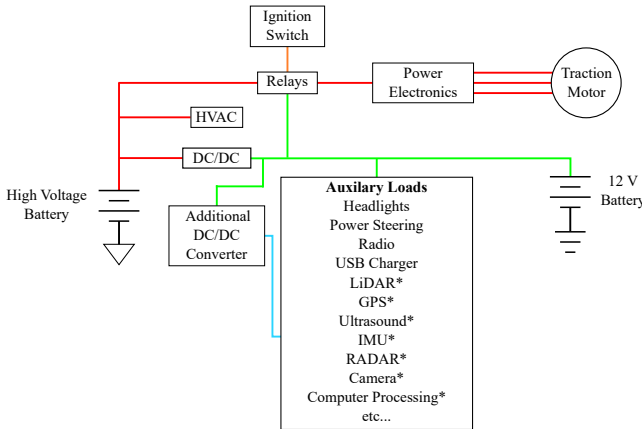 Ignition
Switch
Relays
Power
Electronics
Traction
Motor
HVAC
DC/DC
High Voltage
Battery
Additional
DC/DC
Converter
Auxilary Loads
Headlights
Power Steering
Radio
USB Charger
LiDAR*
GPS*
Ultrasound*
IMU*
RADAR*
Camera*
Computer Processing*
etc...
12 V
Battery